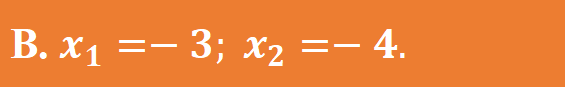 B. x₁ =− 3; x₂ =− 4.